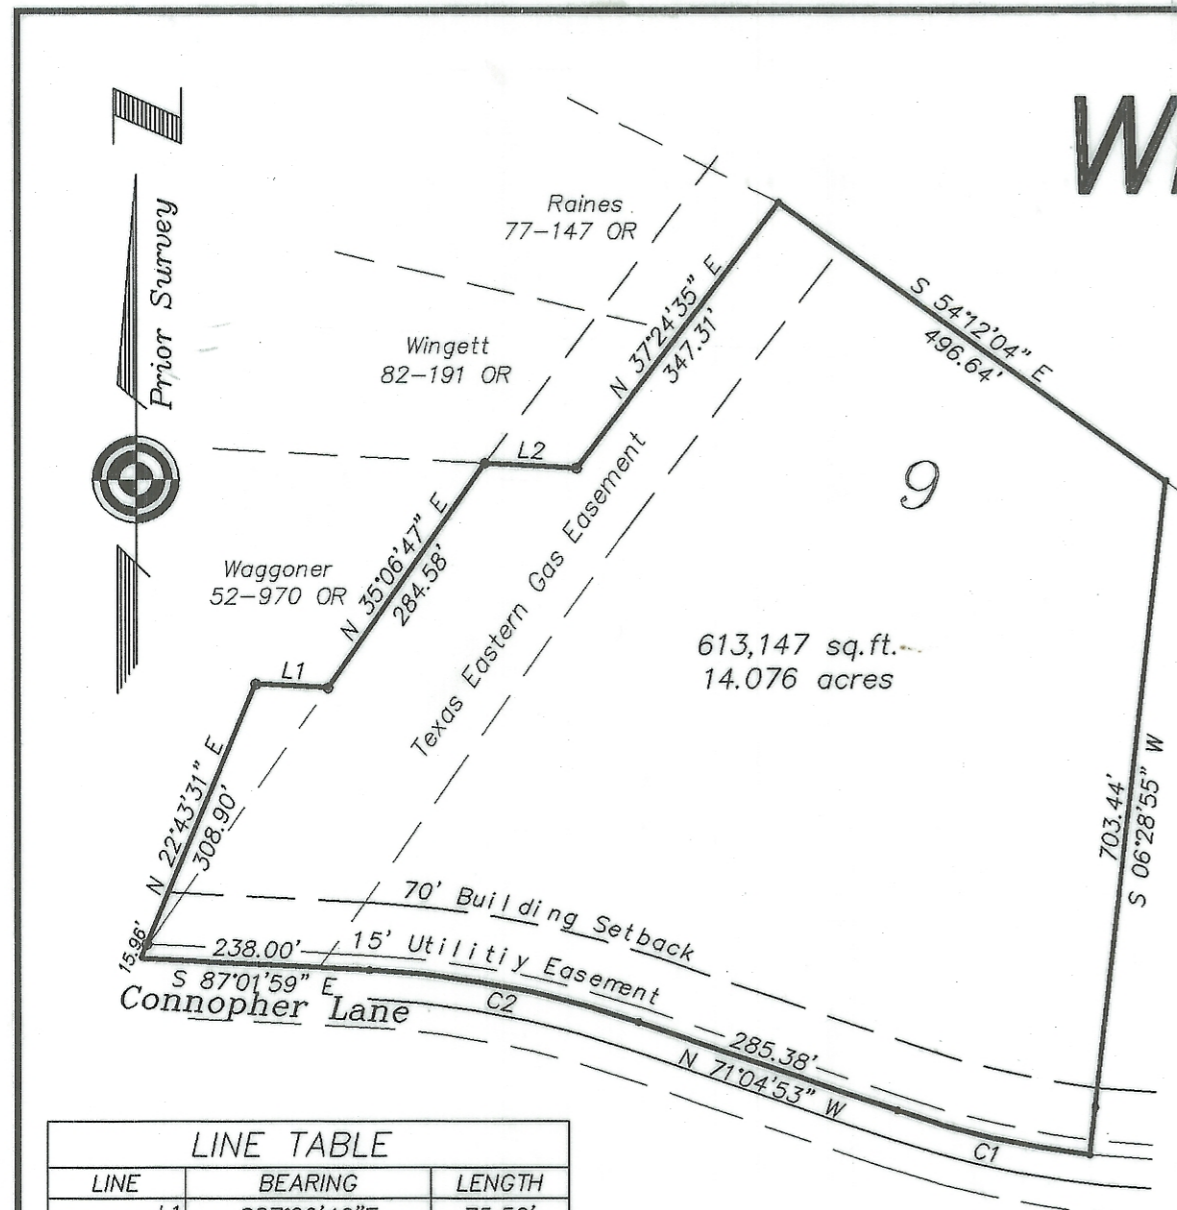 WI
Raines
77-147 OR
Prior Survey
Wingett
82-191 OR
N 37°24'35" E
347.31'
S 54°12'04" E
496.64'
L2
9
Waggoner
52-970 OR
N 35°06'47" E
284.58'
Texas Eastern Gas Easement
613,147 sq.ft.
14.076 acres
L1
N 22°43'31" E
308.90'
703.44'
S 06°28'55" W
70' Building Setback
15.96'
238.00'
15' Utilitiy Easement
S 87°01'59" E
Connopher Lane
C2
285.38'
N 71°04'53" W
C1
LINE TABLE
LINE BEARING LENGTH
L1